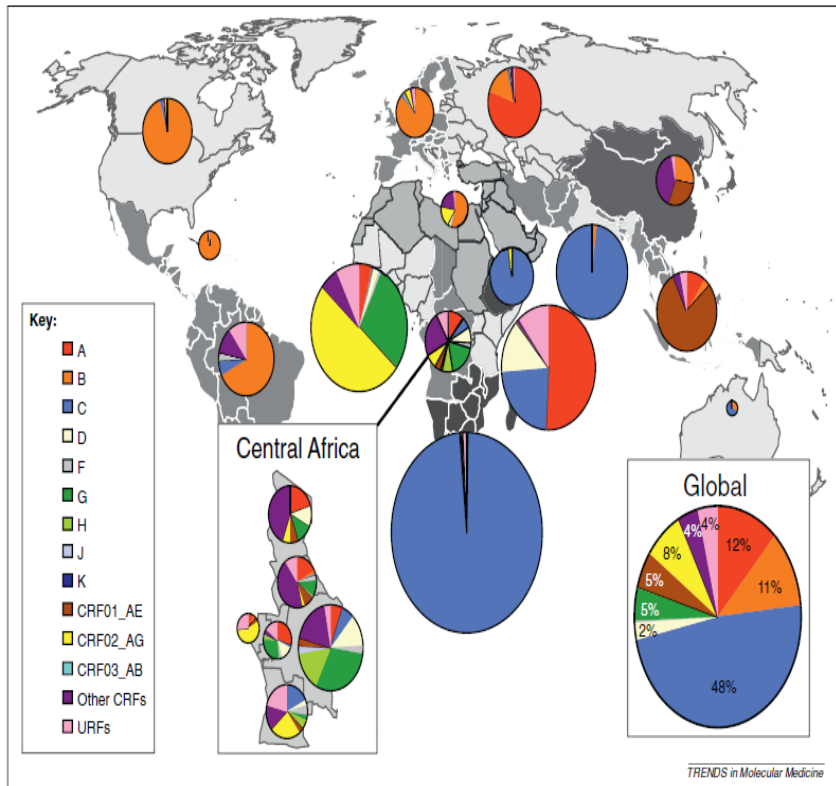 Key:
A
B
C
D
F
G
H
J
K
CRF01_AE
CRF02_AG
CRF03_AB
Other CRFs
URFs
Central Africa
Global
4%
4%
12%
8%
11%
5%
5%
2%
48%
TRENDS in Molecular Medicine